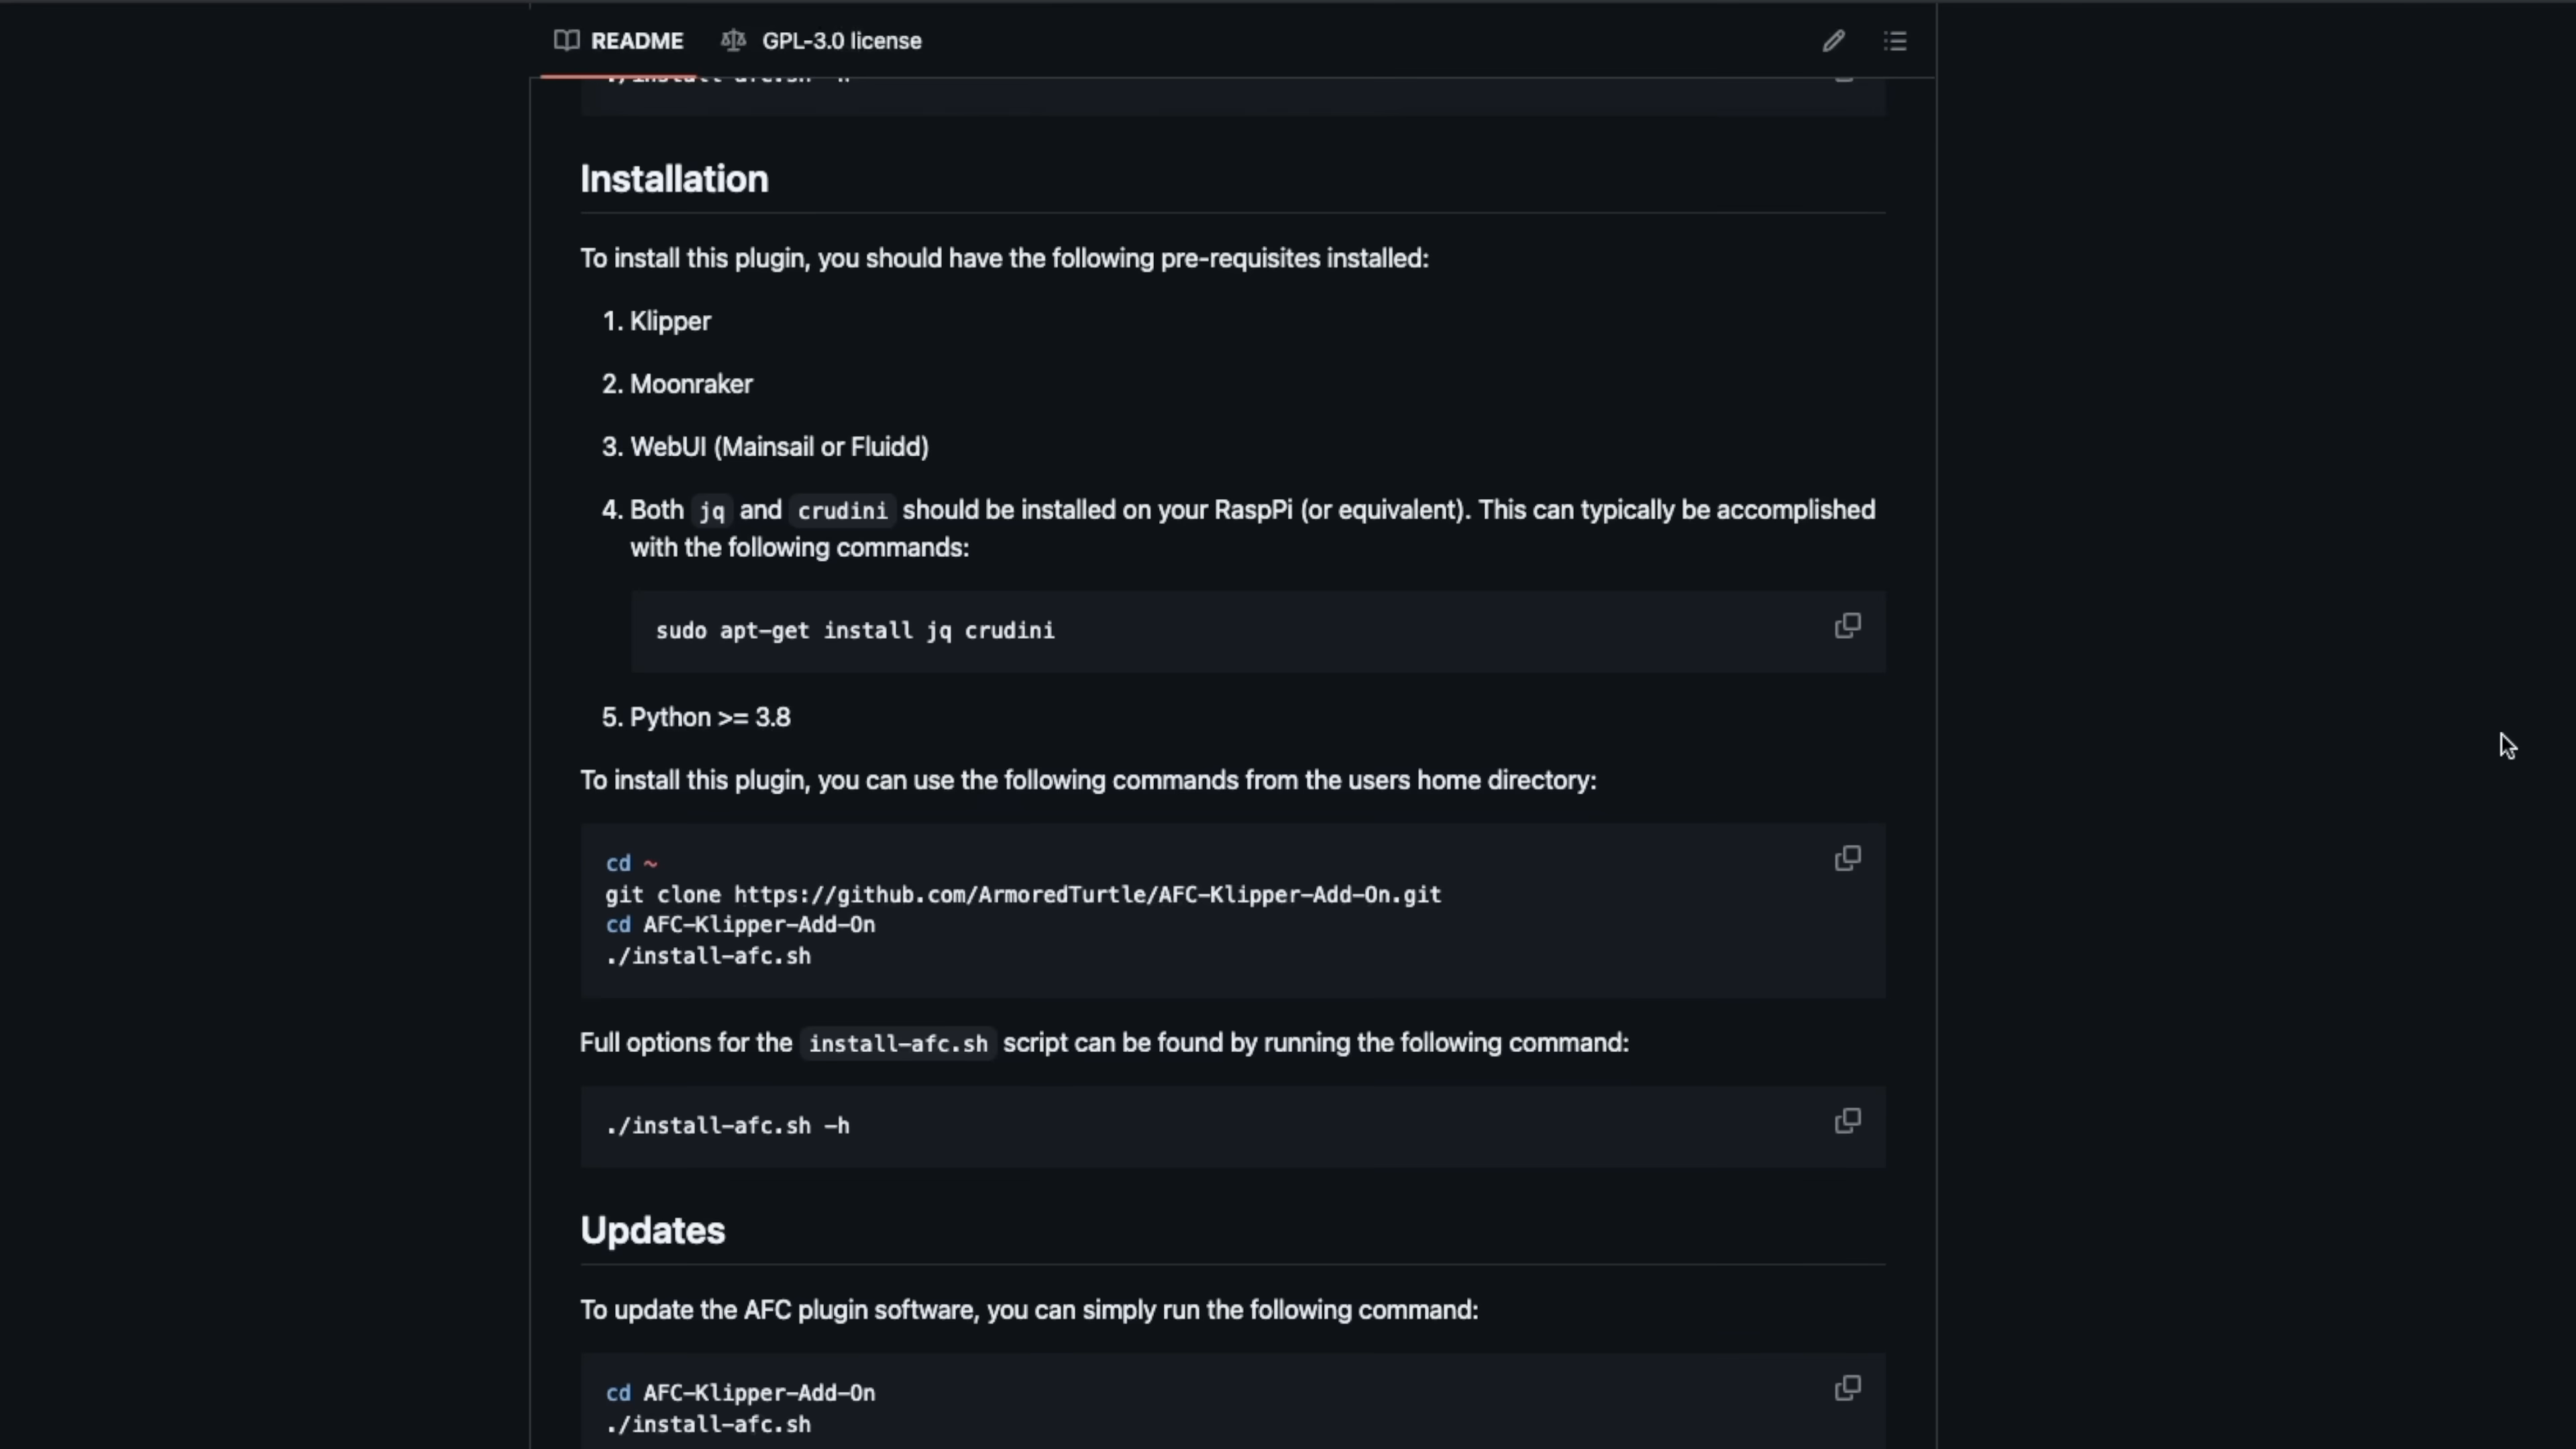 README
GPL-3.0 license
./install-afc.sh -h
Installation
To install this plugin, you should have the following pre-requisites installed:
1. Klipper
2. Moonraker
3. WebUI (Mainsail or Fluidd)
4. Both jq and crudini should be installed on your RaspPi (or equivalent). This can typically be accomplished
with the following commands:
sudo apt-get install jq crudini
5. Python >= 3.8
To install this plugin, you can use the following commands from the users home directory:
cd ~
git clone https://github.com/ArmoredTurtle/AFC-Klipper-Add-On.git
cd AFC-Klipper-Add-On
./install-afc.sh
Full options for the install-afc.sh script can be found by running the following command:
./install-afc.sh -h
Updates
To update the AFC plugin software, you can simply run the following command:
cd AFC-Klipper-Add-On
./install-afc.sh